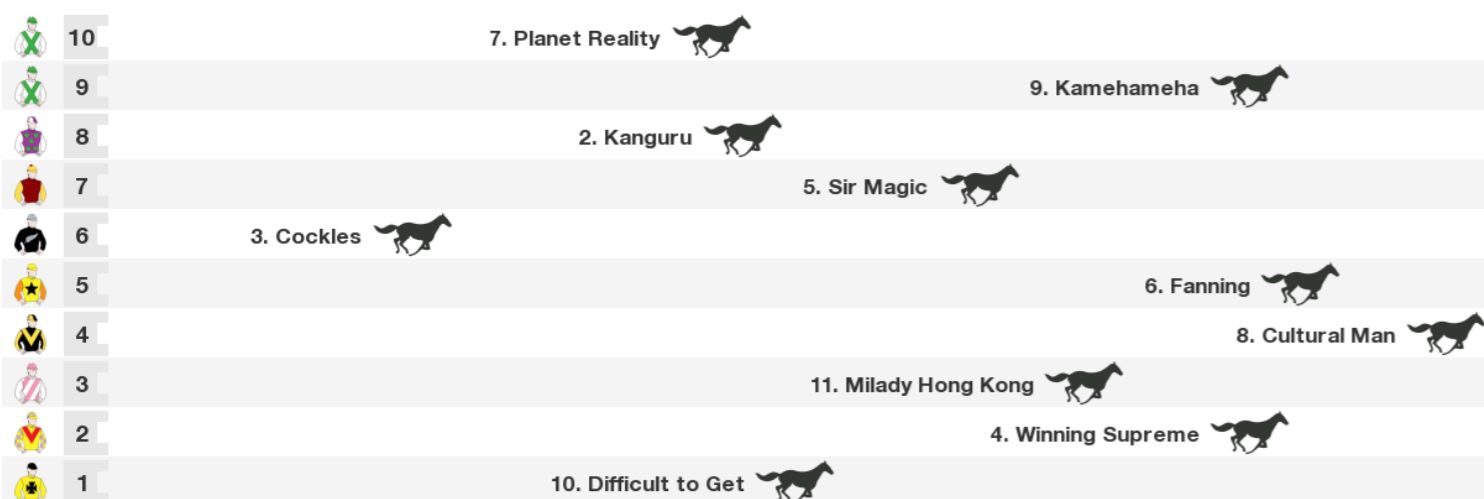 10 7. Planet Reality
9 9. Kamehameha
8 2. Kanguru
7 5. Sir Magic
6 3. Cockles
5 6. Fanning
4 8. Cultural Man
3 11. Milady Hong Kong
2 4. Winning Supreme
1 10. Difficult to Get